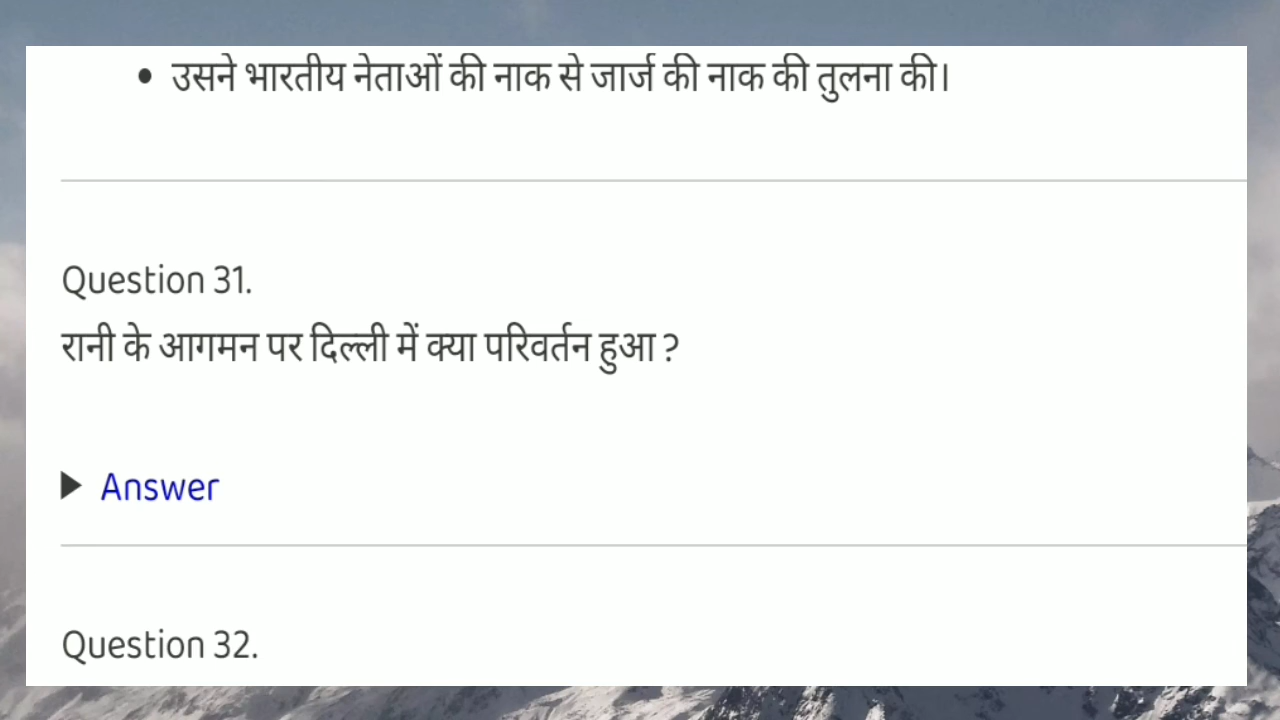 • उसने भारतीय नेताओं की नाक से जार्ज की नाक की तुलना की।
Question 31.
रानी के आगमन पर दिल्ली में क्या परिवर्तन हुआ ?
▶ Answer
Question 32.